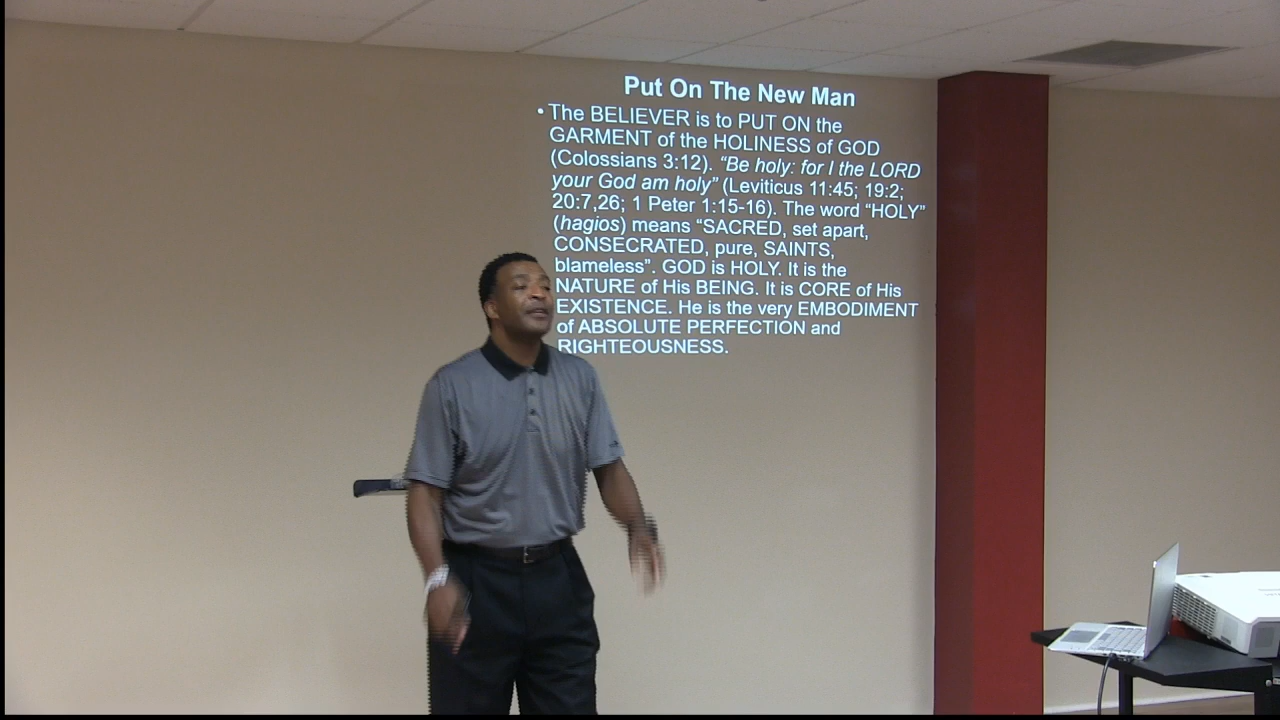 Put On The New Man
• The BELIEVER is to PUT ON the
GARMENT of the HOLINESS of GOD
(Colossians 3:12). “Be holy: for I the LORD
your God am holy” (Leviticus 11:45; 19:2;
20:7,26; 1 Peter 1:15-16). The word “HOLY”
(hagios) means “SACRED, set apart,
CONSECRATED, pure, SAINTS,
blameless”. GOD is HOLY. It is the
NATURE of His BEING. It is CORE of His
EXISTENCE. He is the very EMBODIMENT
of ABSOLUTE PERFECTION and
RIGHTEOUSNESS.